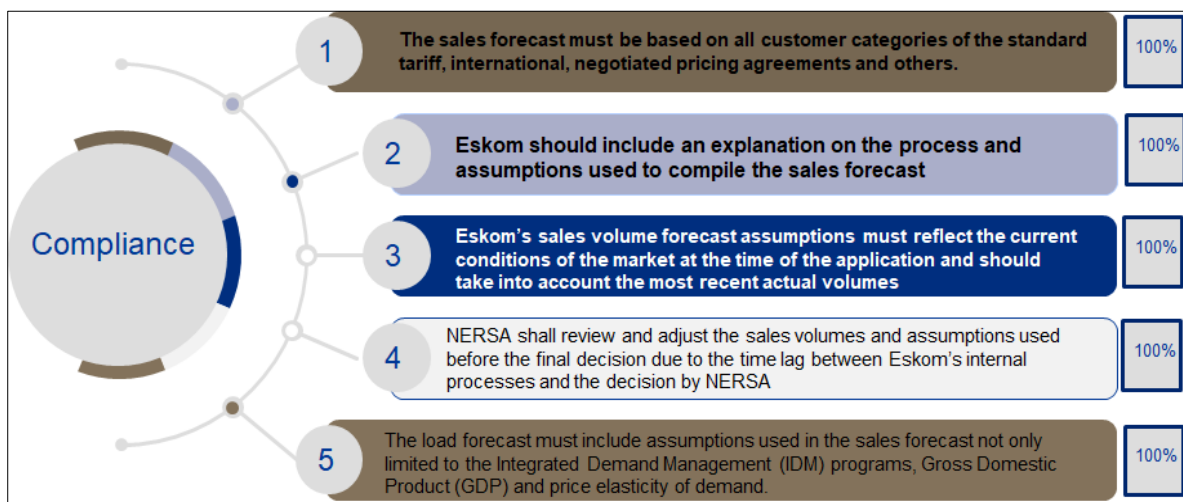 Compliance
1
The sales forecast must be based on all customer categories of the standard
tariff, international, negotiated pricing agreements and others.
100%
2
Eskom should include an explanation on the process and
assumptions used to compile the sales forecast
100%
3
Eskom's sales volume forecast assumptions must reflect the current
conditions of the market at the time of the application and should
take into account the most recent actual volumes
100%
4
NERSA shall review and adjust the sales volumes and assumptions used
before the final decision due to the time lag between Eskom's internal
processes and the decision by NERSA
100%
5
The load forecast must include assumptions used in the sales forecast not only
limited to the Integrated Demand Management (IDM) programs, Gross Domestic
Product (GDP) and price elasticity of demand.
100%